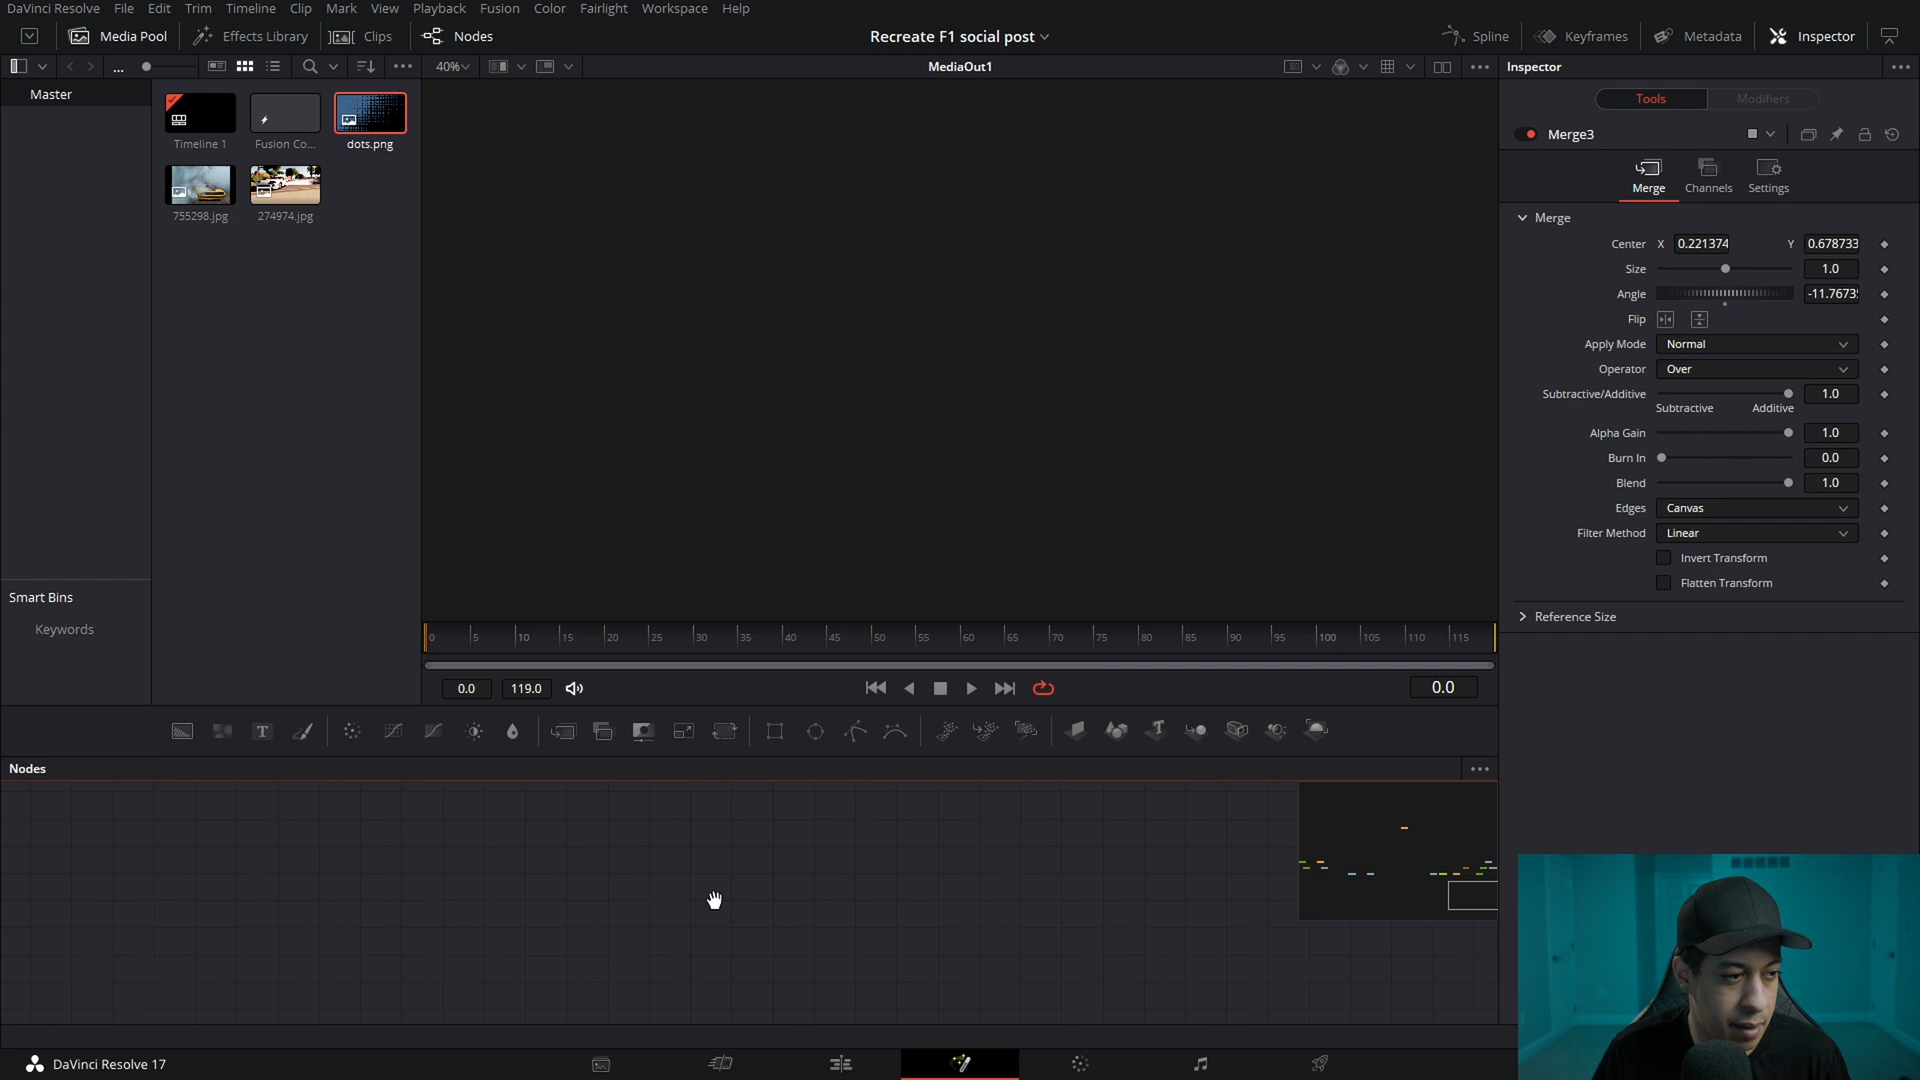 DaVinci Resolve File Edit Trim Timeline Clip Mark View Playback Fusion Color Fairlight Workspace Help
Media Pool Effects Library Clips Nodes Recreate F1 social post Spline Keyframes Metadata Inspector
... 40% MediaOut1 Inspector
Master
Tools Modifiers
Timeline 1 Fusion Co... dots.png
Merge3
755298.jpg 274974.jpg
Merge Channels Settings
Merge
Center X 0.221374 Y 0.678733
Size 1.0
Angle -11.7673
Flip
Apply Mode Normal
Operator Over
Subtractive/Additive 1.0
Subtractive Additive
Alpha Gain 1.0
Burn In 0.0
Blend 1.0
Edges Canvas
Filter Method Linear
Invert Transform
Flatten Transform
Reference Size
Smart Bins
Keywords
0 5 10 15 20 25 30 35 40 45 50 55 60 65 70 75 80 85 90 95 100 105 110 115
0.0 119.0 0.0
Nodes
DaVinci Resolve 17